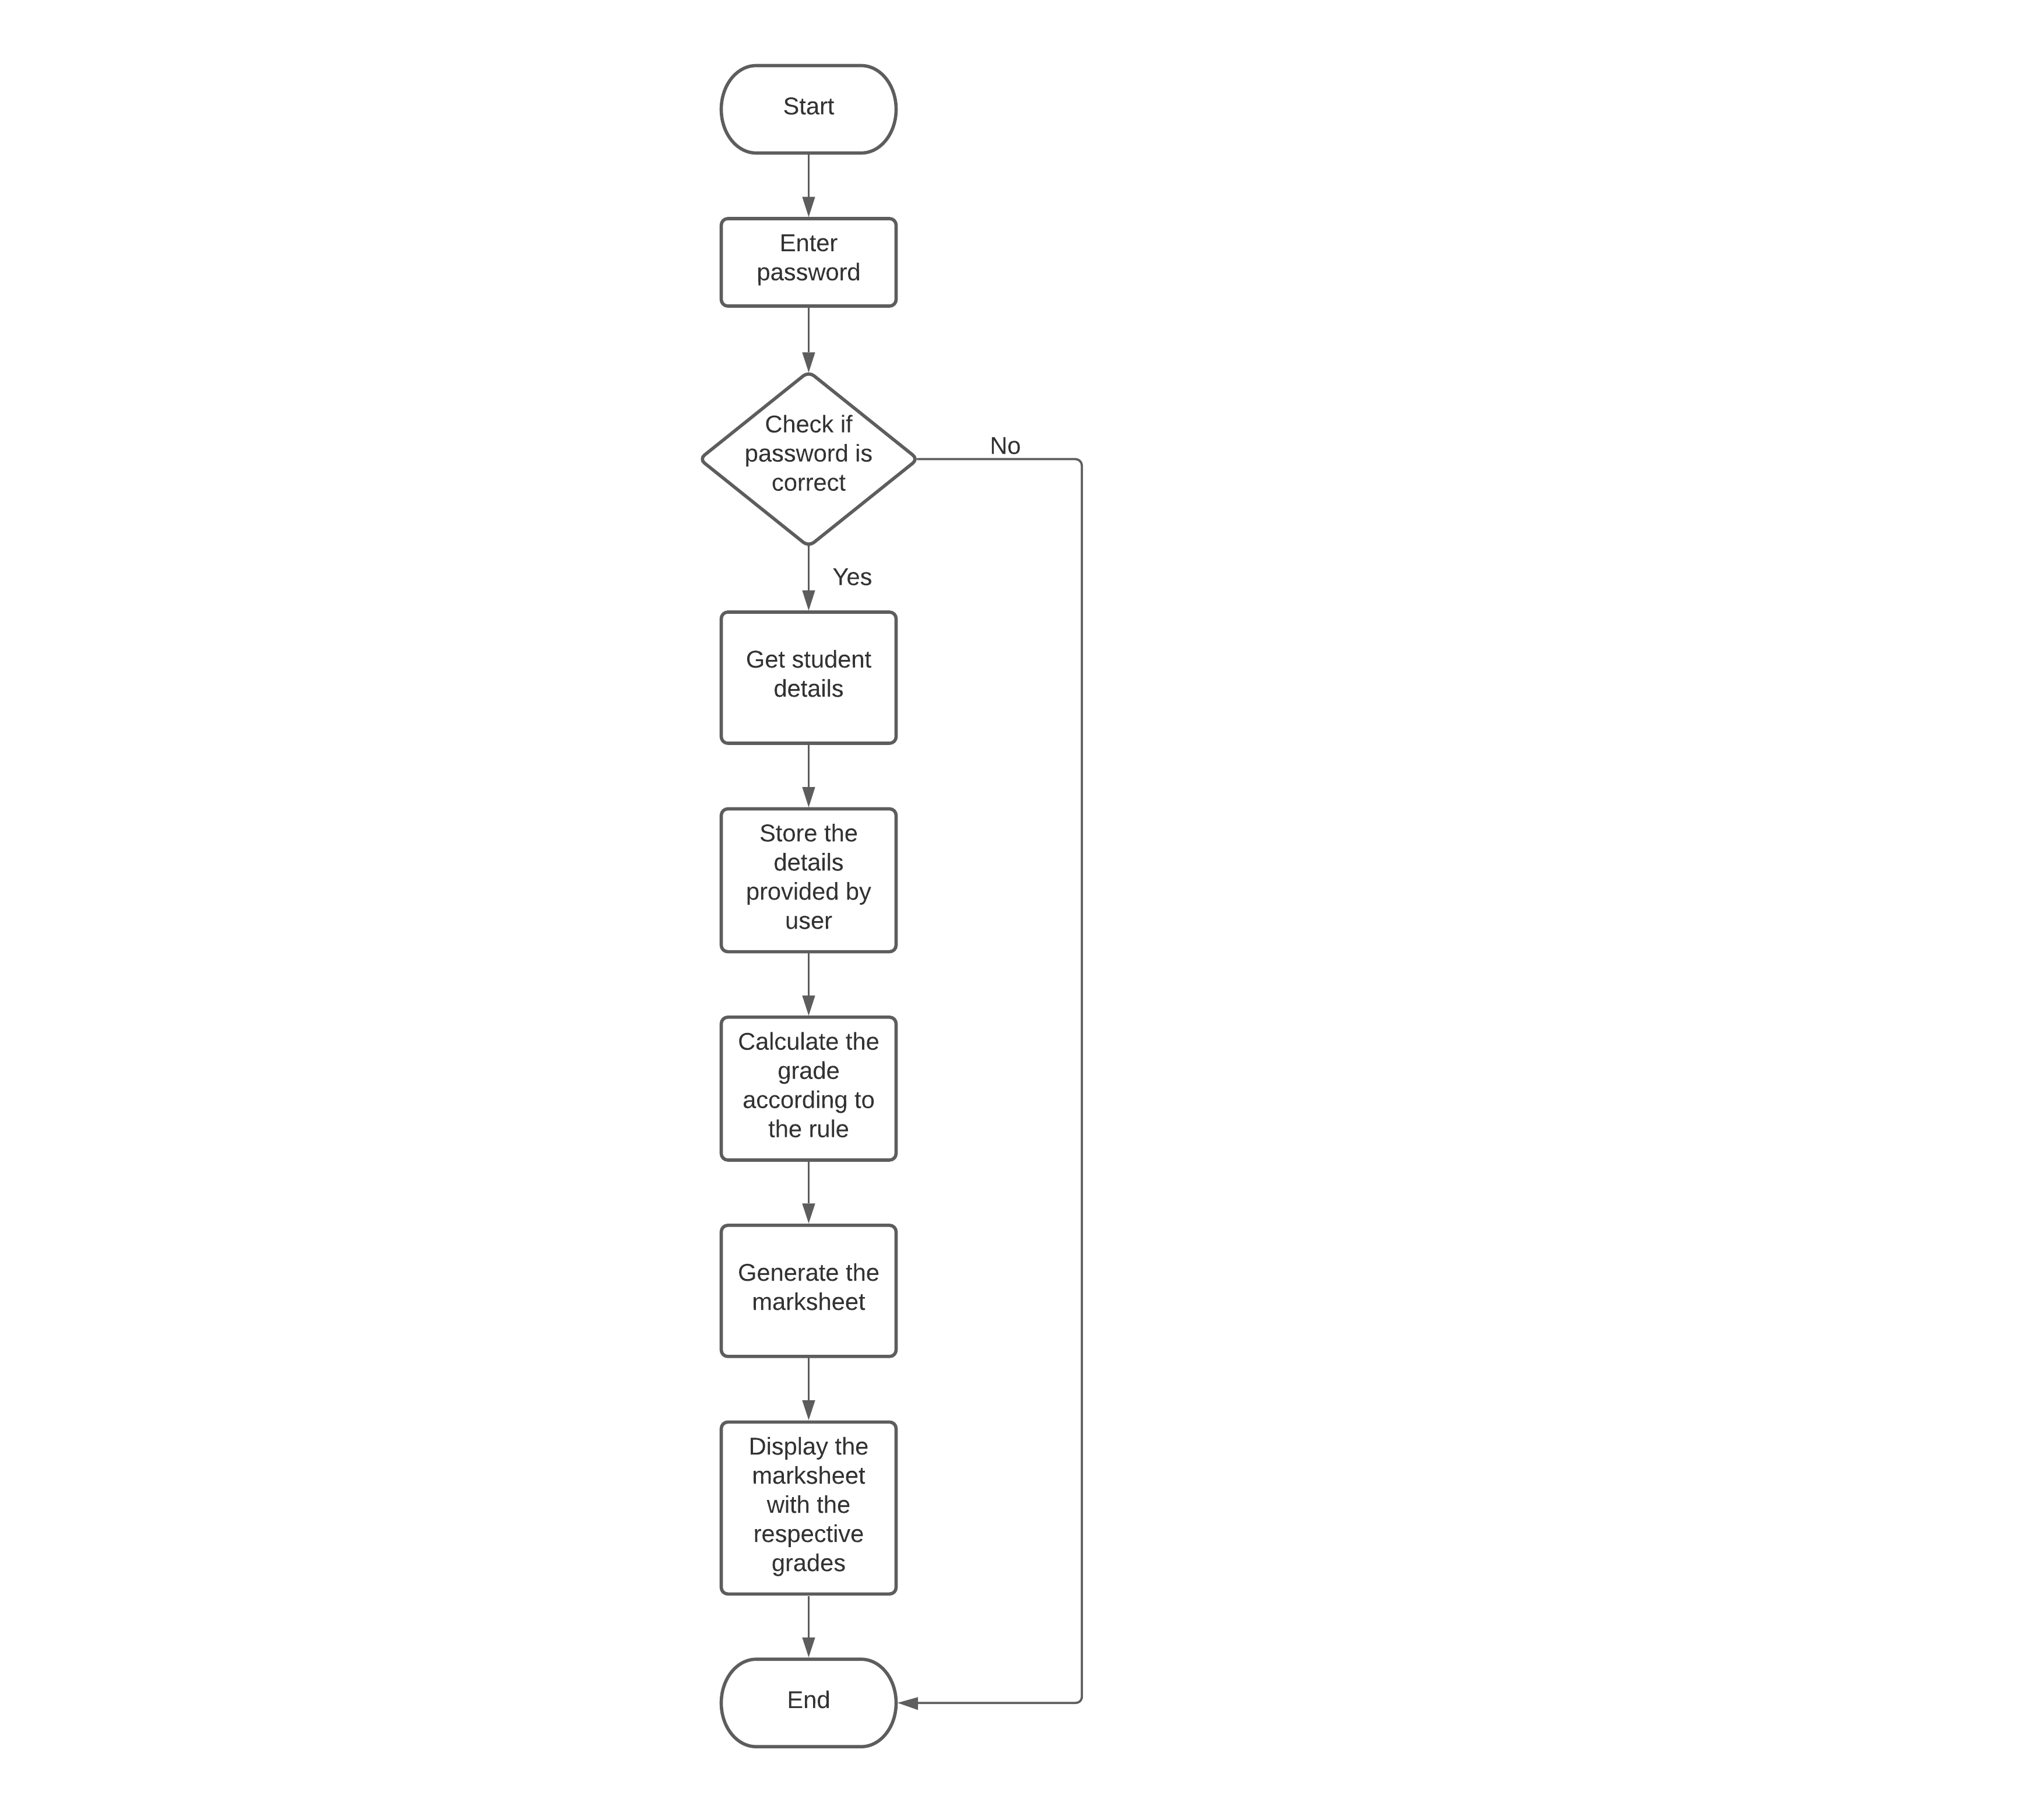 Start
Enter
password
Check if
password is
correct
No
Yes
Get student
details
Store the
details
provided by
user
Calculate the
grade
according to
the rule
Generate the
marksheet
Display the
marksheet
with the
respective
grades
End